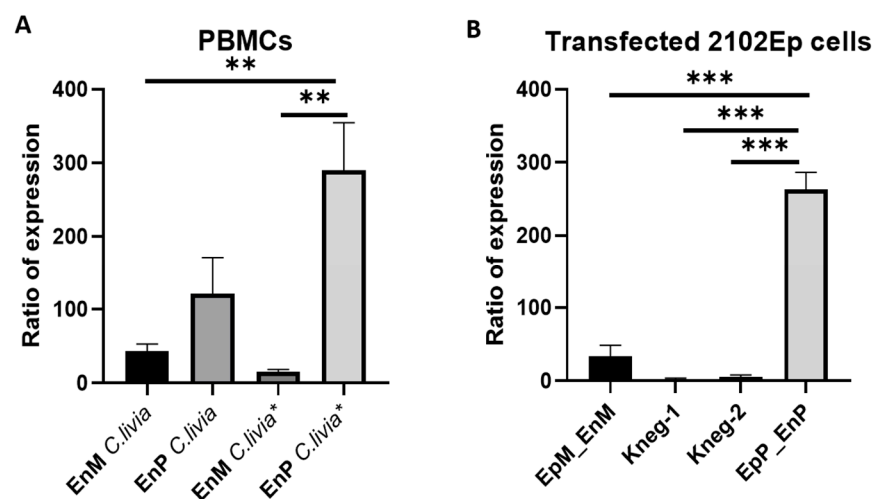 A
PBMCs
**
**
Ratio of expression
400
300
200
100
0
EnM C.livia
EnP C.livia
EnM C.livia*
EnP C.livia*
B
Transfected 2102Ep cells
***
***
***
Ratio of expression
400
300
200
100
0
EpM_EnM
Kneg-1
Kneg-2
EpP_EnP